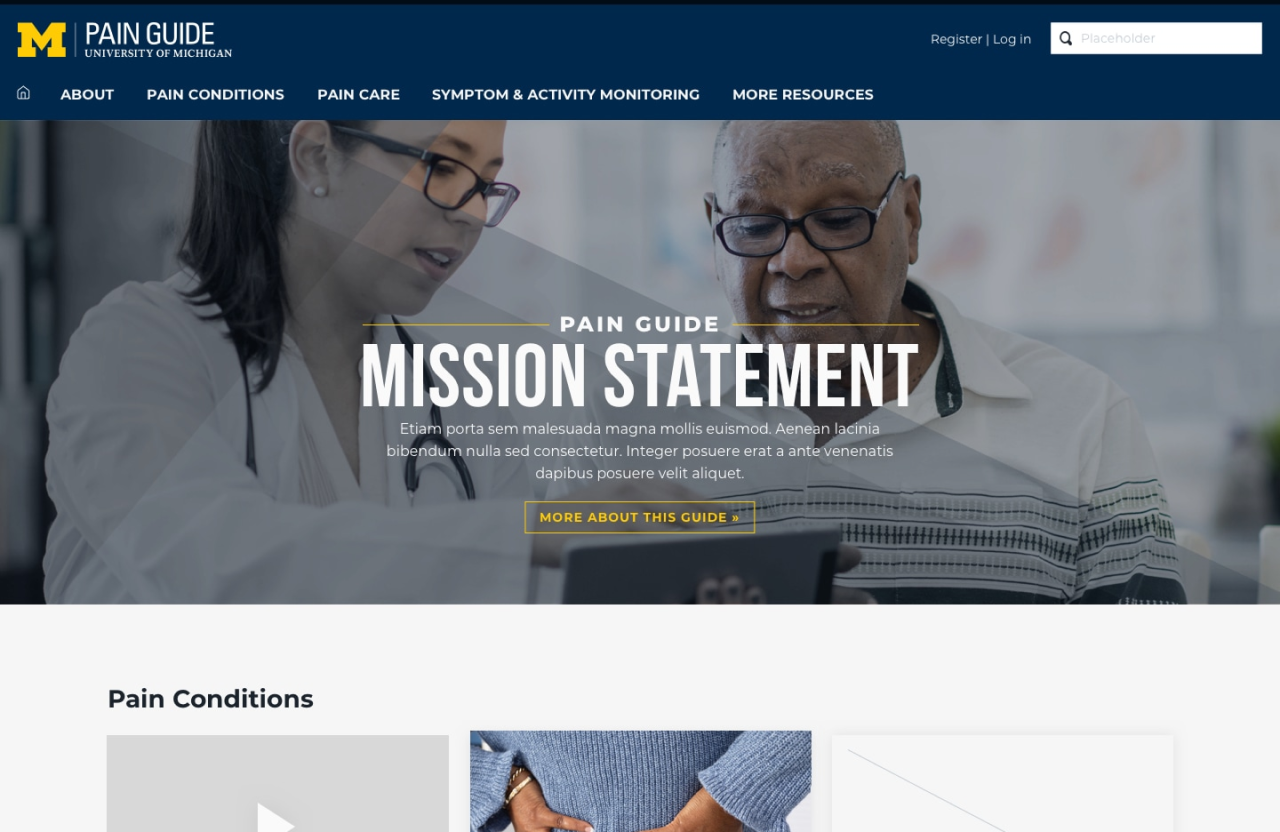 M PAIN GUIDE
UNIVERSITY OF MICHIGAN
Register | Log in
Placeholder
ABOUT PAIN CONDITIONS PAIN CARE SYMPTOM & ACTIVITY MONITORING MORE RESOURCES
PAIN GUIDE
MISSION STATEMENT
Etiam porta sem malesuada magna mollis euismod. Aenean lacinia
bibendum nulla sed consectetur. Integer posuere erat a ante venenatis
dapibus posuere velit aliquet.
MORE ABOUT THIS GUIDE »
Pain Conditions